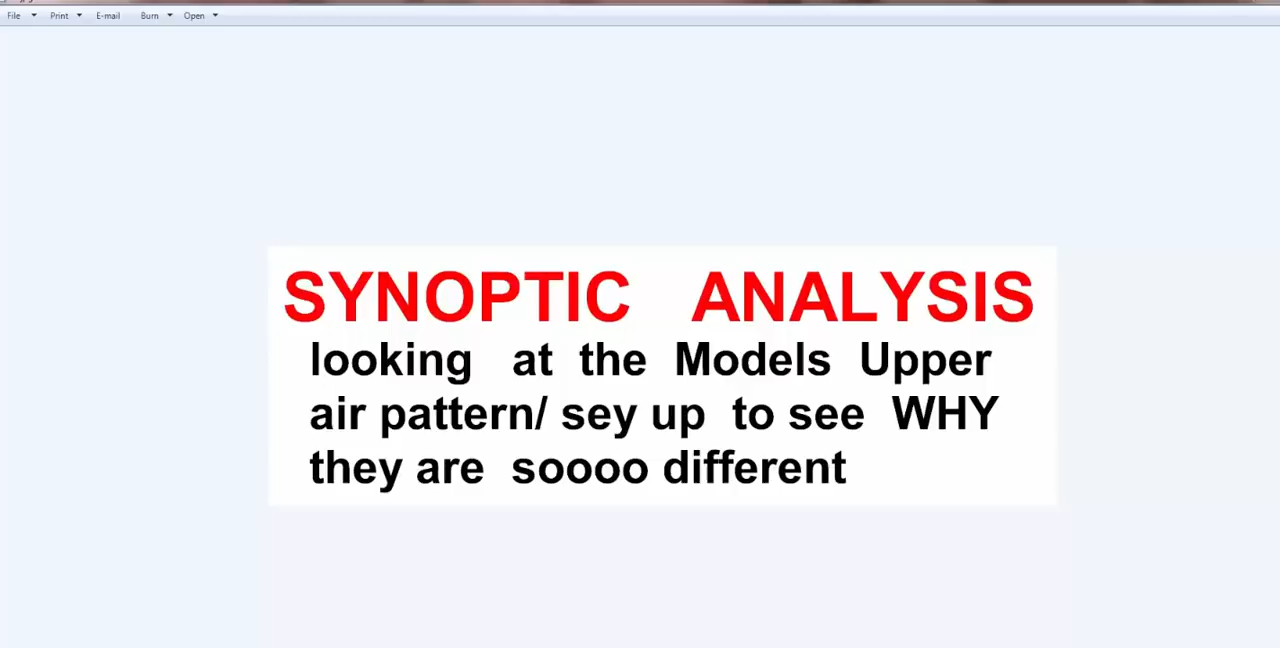 File Print E-mail Burn Open
SYNOPTIC ANALYSIS
looking at the Models Upper
air pattern/ sey up to see WHY
they are soooo different